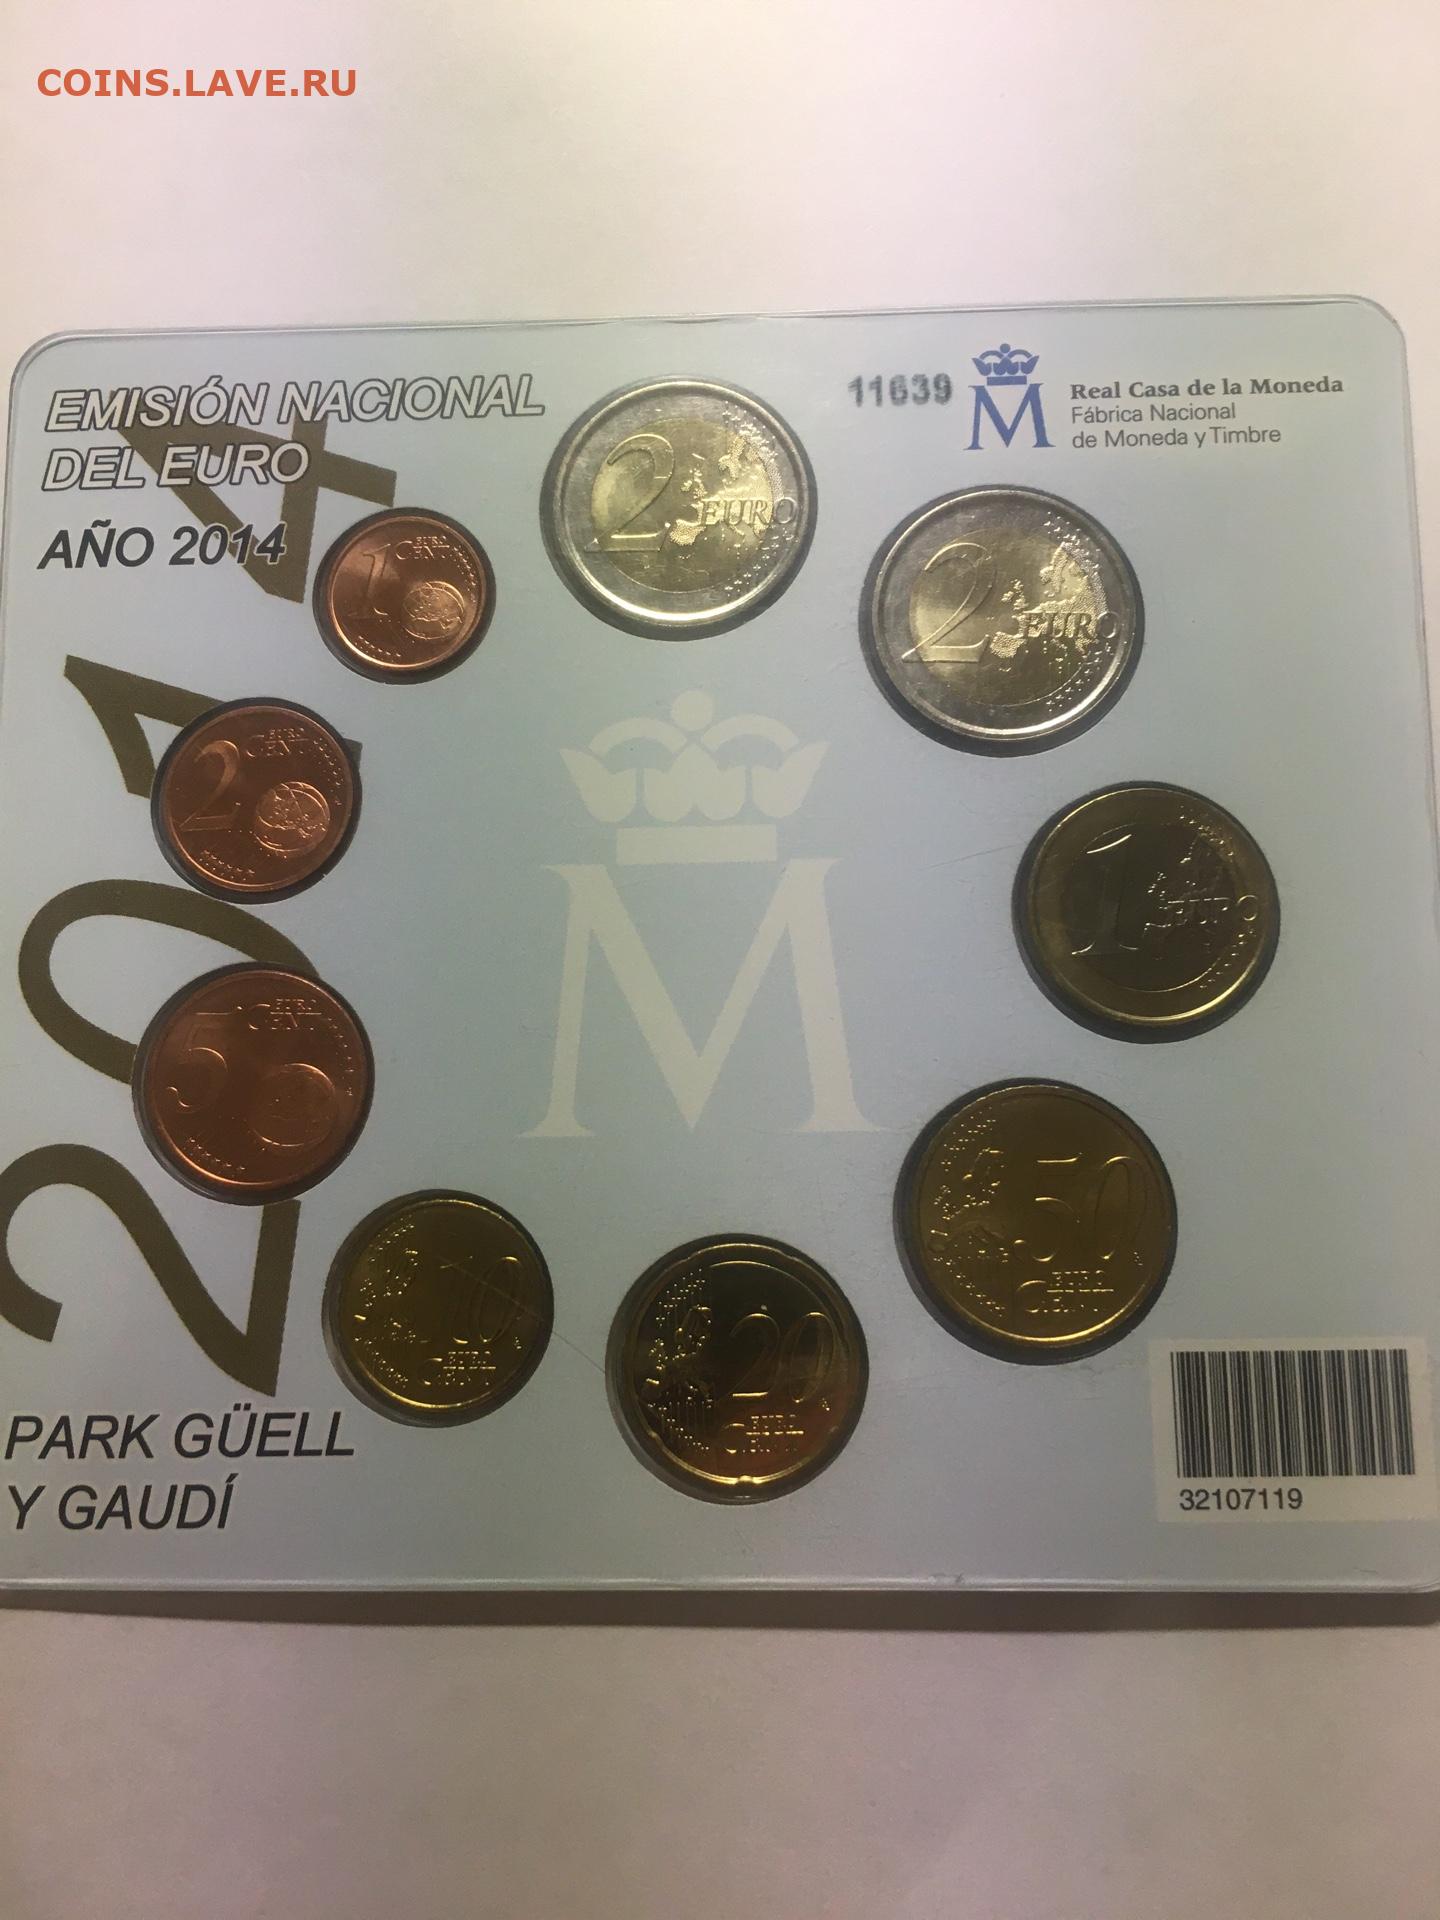 COINS.LAVE.RU
EMISIÓN NACIONAL
DEL EURO
AÑO 2014
11639
M
Real Casa de la Moneda
Fábrica Nacional
de Moneda y Timbre
2014
1 EURO
CENT
2 EURO
2 EURO
2 EURO
CENT
M
1 EURO
5 EURO
CENT
50
EURO
CENT
10
EURO
CENT
20
EURO
CENT
PARK GÜELL
Y GAUDÍ
32107119